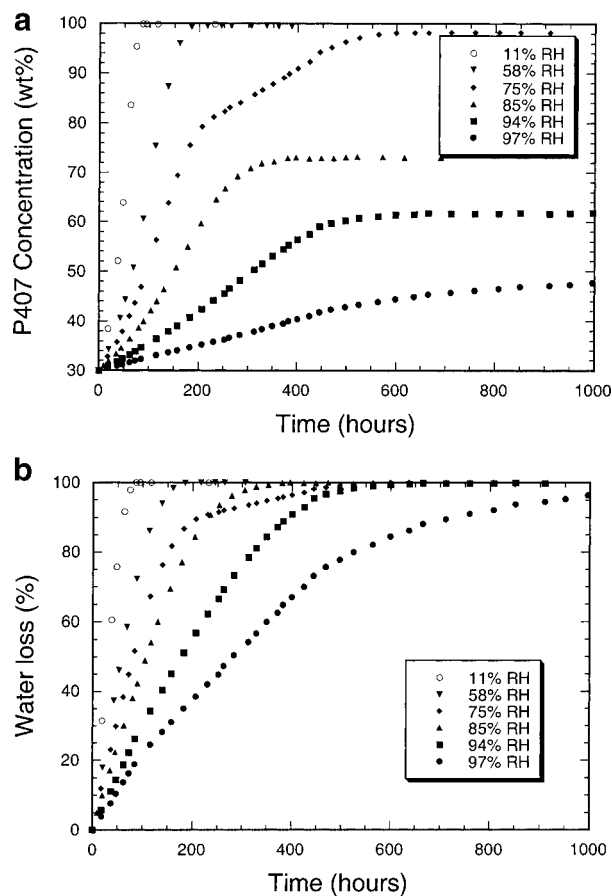 a
100
90
80
70
60
50
40
30
P407 Concentration (wt%)
11% RH
58% RH
75% RH
85% RH
94% RH
97% RH
0
200
400
600
800
1000
Time (hours)
b
100
80
60
40
20
0
Water loss (%)
11% RH
58% RH
75% RH
85% RH
94% RH
97% RH
0
200
400
600
800
1000
Time (hours)